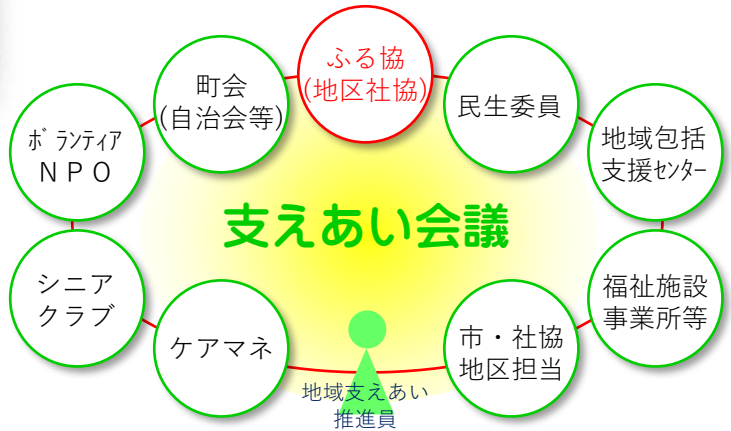 ふる協
(地区社協)
町会
(自治会等)
民生委員
ボランティア
ＮＰＯ
地域包括
支援センター
支えあい会議
シニア
クラブ
福祉施設
事業所等
ケアマネ
市・社協
地区担当
地域支えあい
推進員